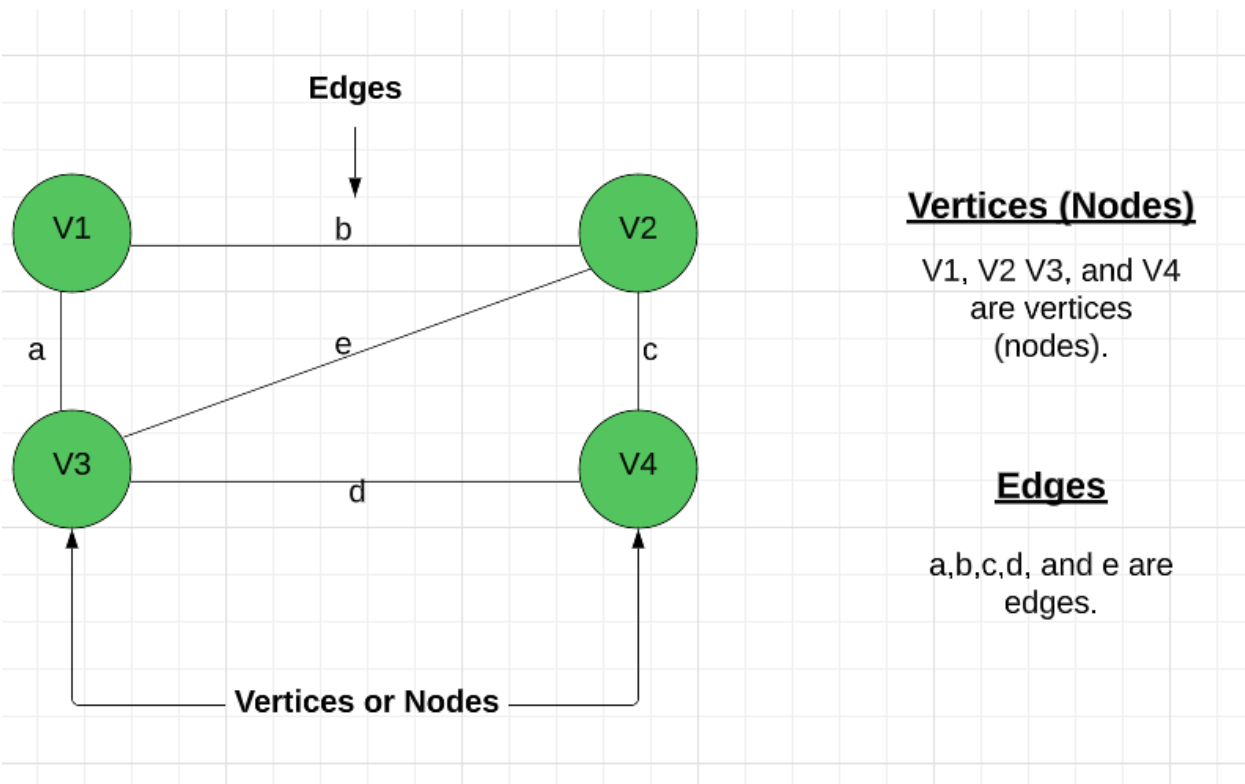 Edges
V1
b
V2
a
e
c
V3
d
V4
Vertices or Nodes
Vertices (Nodes)
V1, V2 V3, and V4
are vertices
(nodes).
Edges
a,b,c,d, and e are
edges.